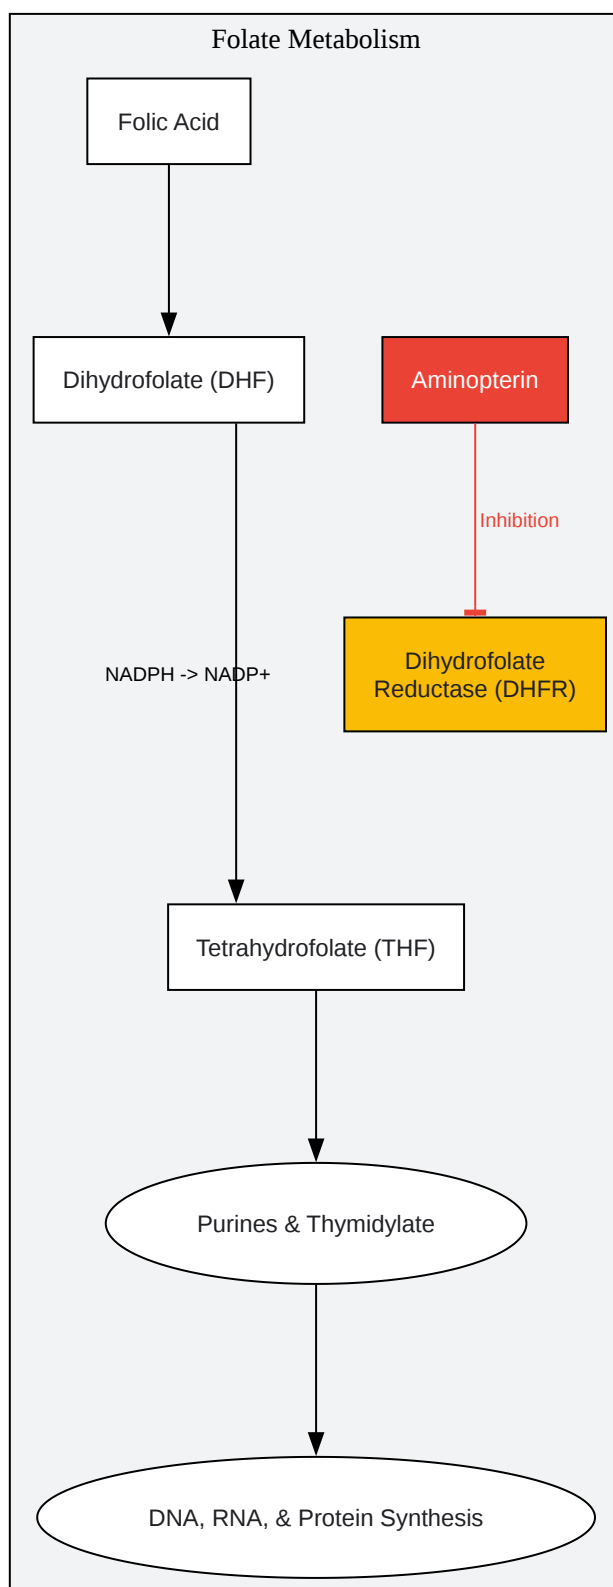 Folate Metabolism
Folic Acid
Dihydrofolate (DHF)
Aminopterin
Inhibition
Dihydrofolate
Reductase (DHFR)
NADPH -> NADP+
Tetrahydrofolate (THF)
Purines & Thymidylate
DNA, RNA, & Protein Synthesis